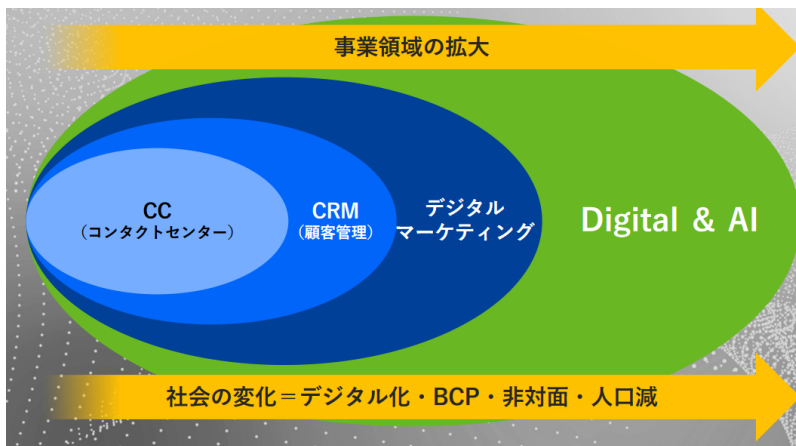 事業領域の拡大
CC
（コンタクトセンター）
CRM
（顧客管理）
デジタル
マーケティング
Digital & AI
社会の変化＝デジタル化・BCP・非対面・人口減